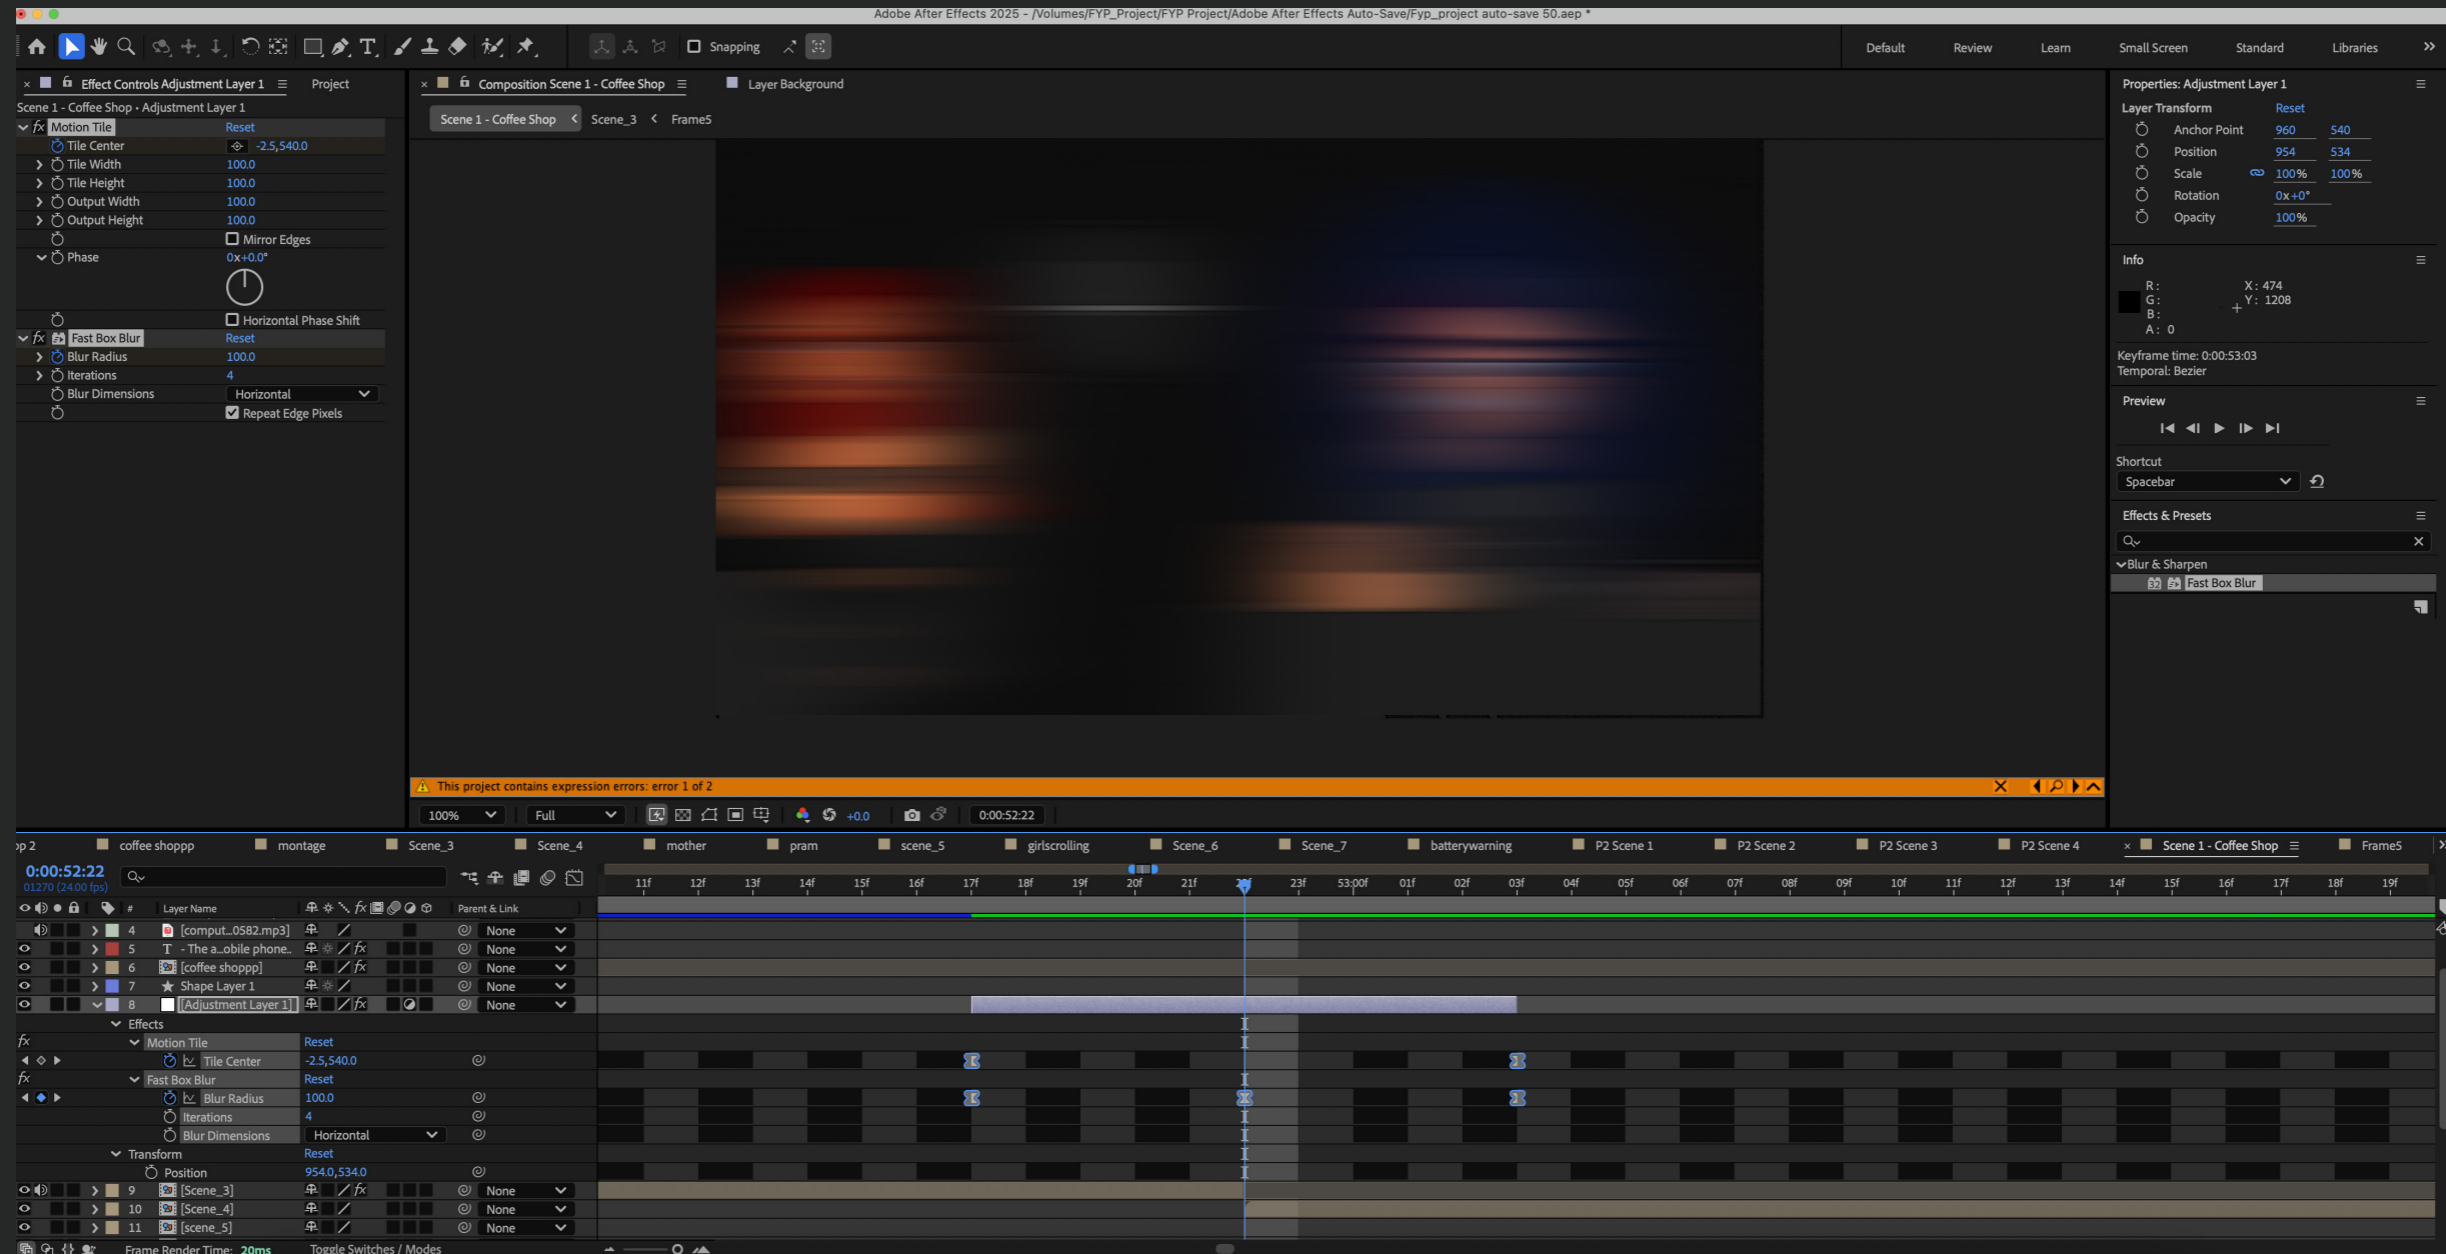 Adobe After Effects 2025 - /Volumes/FYP_Project/FYP Project/Adobe After Effects Auto-Save/Fyp_project auto-save 50.aep *
Snapping
Default Review Learn Small Screen Standard Libraries
Effect Controls Adjustment Layer 1 Project
Scene 1 - Coffee Shop • Adjustment Layer 1
fx Motion Tile Reset
Tile Center -2.5,540.0
Tile Width 100.0
Tile Height 100.0
Output Width 100.0
Output Height 100.0
Mirror Edges
Phase 0x+0.0°
Horizontal Phase Shift
fx Fast Box Blur Reset
Blur Radius 100.0
Iterations 4
Blur Dimensions Horizontal
Repeat Edge Pixels
Composition Scene 1 - Coffee Shop Layer Background
Scene 1 - Coffee Shop Scene_3 Frame5
This project contains expression errors: error 1 of 2
100% Full +0.0 0:00:52:22
Properties: Adjustment Layer 1
Layer Transform Reset
Anchor Point 960 540
Position 954 534
Scale 100% 100%
Rotation 0x+0°
Opacity 100%
Info
R: X: 474
G: Y: 1208
B:
A: 0
Keyframe time: 0:00:53:03
Temporal: Bezier
Preview
Shortcut
Spacebar
Effects & Presets
Blur & Sharpen
32 Fast Box Blur
op 2 coffee shoppp montage Scene_3 Scene_4 mother pram scene_5 girlscrolling Scene_6 Scene_7 batterywarning P2 Scene 1 P2 Scene 2 P2 Scene 3 P2 Scene 4 Scene 1 - Coffee Shop Frame5
0:00:52:22
01270 (24.00 fps)
11f 12f 13f 14f 15f 16f 17f 18f 19f 20f 21f 23f 53:00f 01f 02f 03f 04f 05f 06f 07f 08f 09f 10f 11f 12f 13f 14f 15f 16f 17f 18f 19f
# Layer Name fx Parent & Link
4 [comput...0582.mp3] None
5 T - The a...obile phone.. fx None
6 [coffee shoppp] fx None
7 Shape Layer 1 None
8 [Adjustment Layer 1] fx None
Effects
fx Motion Tile Reset
Tile Center -2.5,540.0
fx Fast Box Blur Reset
Blur Radius 100.0
Iterations 4
Blur Dimensions Horizontal
Transform Reset
Position 954.0,534.0
9 [Scene_3] fx None
10 [Scene_4] None
11 [scene_5] None
Frame Render Time: 20ms Toggle Switches / Modes